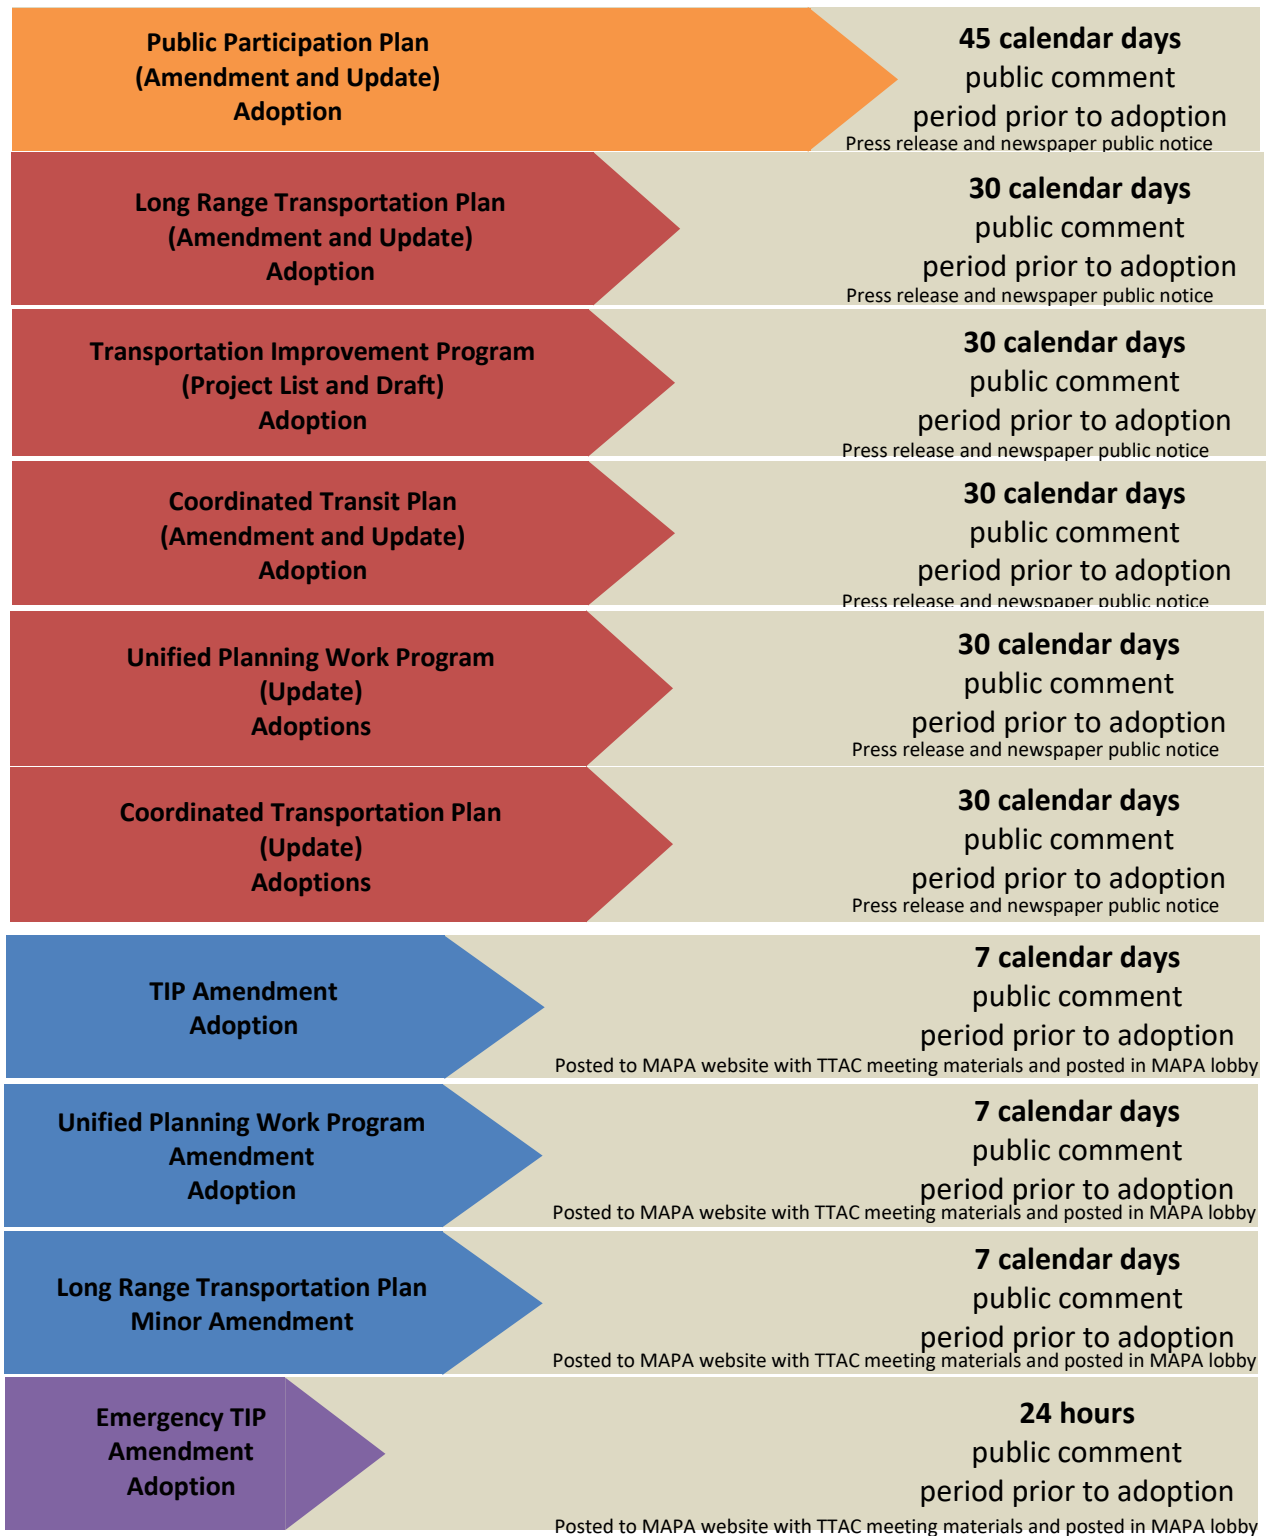 Public Participation Plan
(Amendment and Update)
Adoption
45 calendar days
public comment
period prior to adoption
Press release and newspaper public notice
Long Range Transportation Plan
(Amendment and Update)
Adoption
30 calendar days
public comment
period prior to adoption
Press release and newspaper public notice
Transportation Improvement Program
(Project List and Draft)
Adoption
30 calendar days
public comment
period prior to adoption
Press release and newspaper public notice
Coordinated Transit Plan
(Amendment and Update)
Adoption
30 calendar days
public comment
period prior to adoption
Press release and newspaper public notice
Unified Planning Work Program
(Update)
Adoptions
30 calendar days
public comment
period prior to adoption
Press release and newspaper public notice
Coordinated Transportation Plan
(Update)
Adoptions
30 calendar days
public comment
period prior to adoption
Press release and newspaper public notice
TIP Amendment
Adoption
7 calendar days
public comment
period prior to adoption
Posted to MAPA website with TTAC meeting materials and posted in MAPA lobby
Unified Planning Work Program
Amendment
Adoption
7 calendar days
public comment
period prior to adoption
Posted to MAPA website with TTAC meeting materials and posted in MAPA lobby
Long Range Transportation Plan
Minor Amendment
7 calendar days
public comment
period prior to adoption
Posted to MAPA website with TTAC meeting materials and posted in MAPA lobby
Emergency TIP
Amendment
Adoption
24 hours
public comment
period prior to adoption
Posted to MAPA website with TTAC meeting materials and posted in MAPA lobby